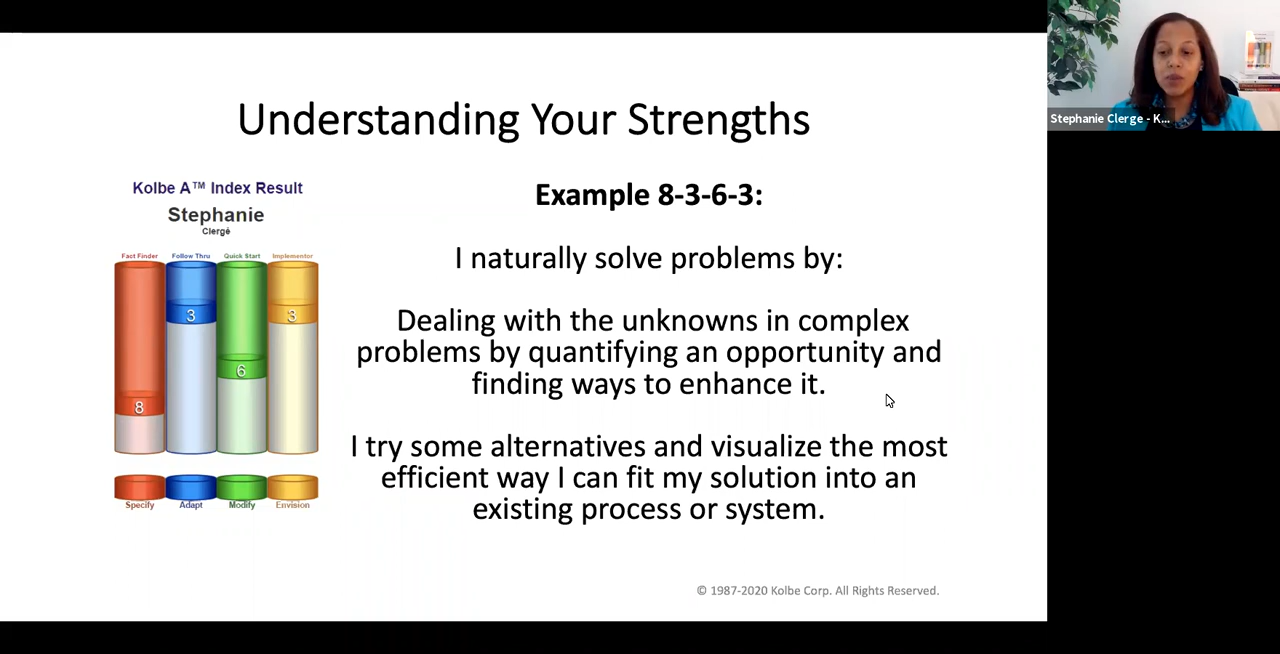 Understanding Your Strengths
Kolbe A™ Index Result
Stephanie
Clergé
Fact Finder Follow Thru Quick Start Implementor
8 3 6 3
Specify Adapt Modify Envision
Example 8-3-6-3:
I naturally solve problems by:
Dealing with the unknowns in complex
problems by quantifying an opportunity and
finding ways to enhance it.
I try some alternatives and visualize the most
efficient way I can fit my solution into an
existing process or system.
© 1987-2020 Kolbe Corp. All Rights Reserved.
Stephanie Clerge - K...